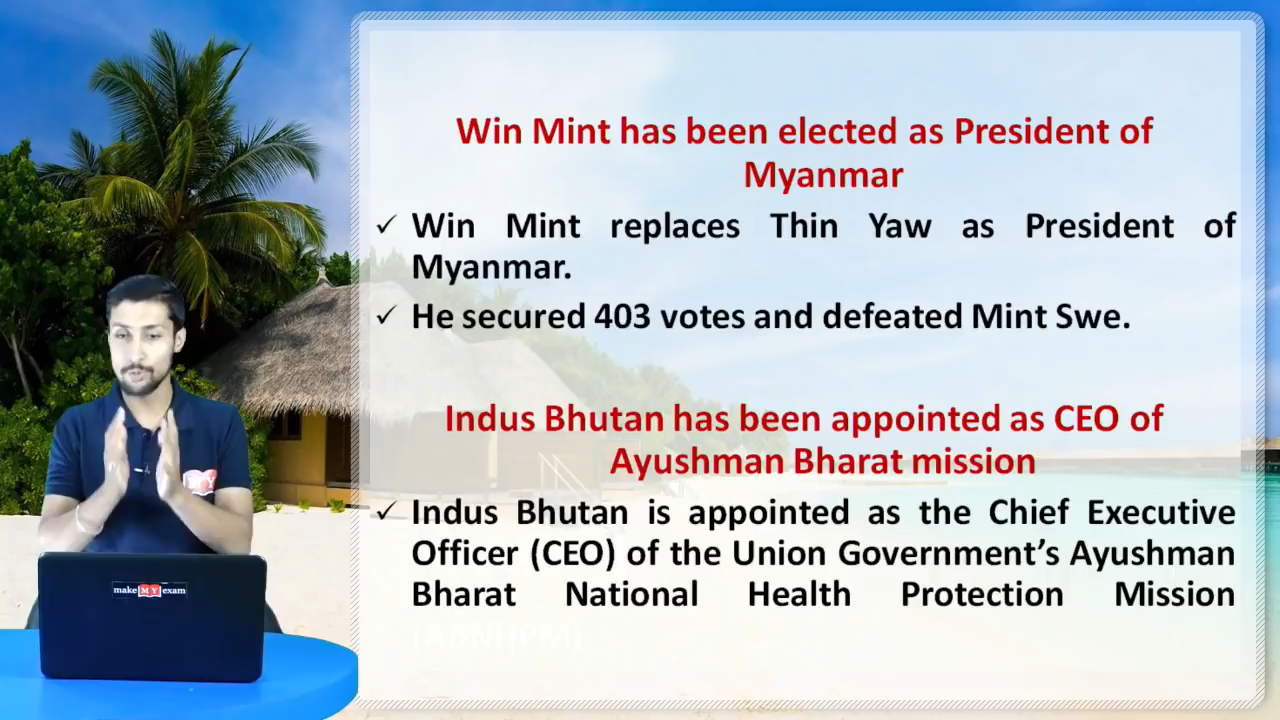 Win Mint has been elected as President of
Myanmar
✓ Win Mint replaces Thin Yaw as President of
Myanmar.
✓ He secured 403 votes and defeated Mint Swe.
Indus Bhutan has been appointed as CEO of
Ayushman Bharat mission
✓ Indus Bhutan is appointed as the Chief Executive
Officer (CEO) of the Union Government’s Ayushman
Bharat National Health Protection Mission
make MY exam